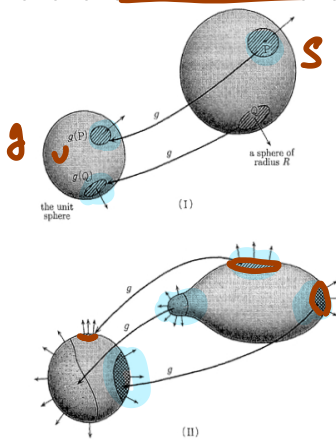 P
S
g
g
g(P)
Q
g
g(Q)
a sphere of
radius R
the unit
sphere
(I)
g
g
g
(II)